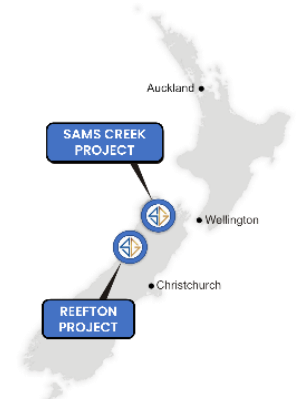 Auckland
SAMS CREEK
PROJECT
Wellington
Christchurch
REEFTON
PROJECT